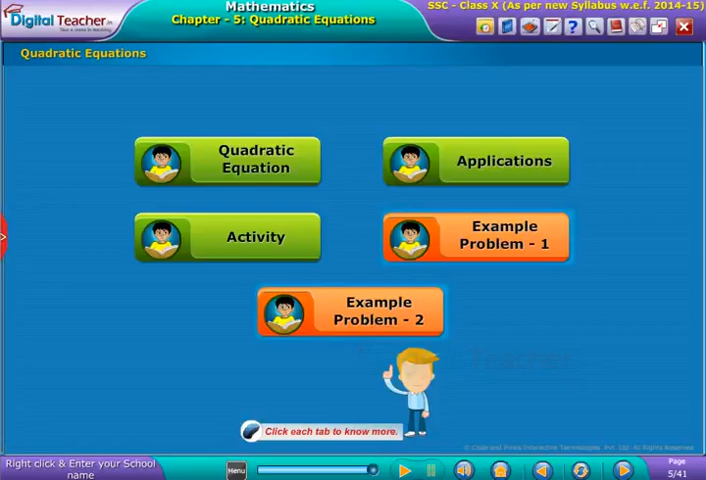 Digital Teacher.in
Mathematics
Chapter - 5: Quadratic Equations
SSC - Class X (As per new Syllabus w.e.f. 2014-15)
Quadratic Equations
Quadratic
Equation
Applications
Activity
Example
Problem - 1
Example
Problem - 2
Click each tab to know more.
Right click & Enter your School
name
Menu
Page
5/41